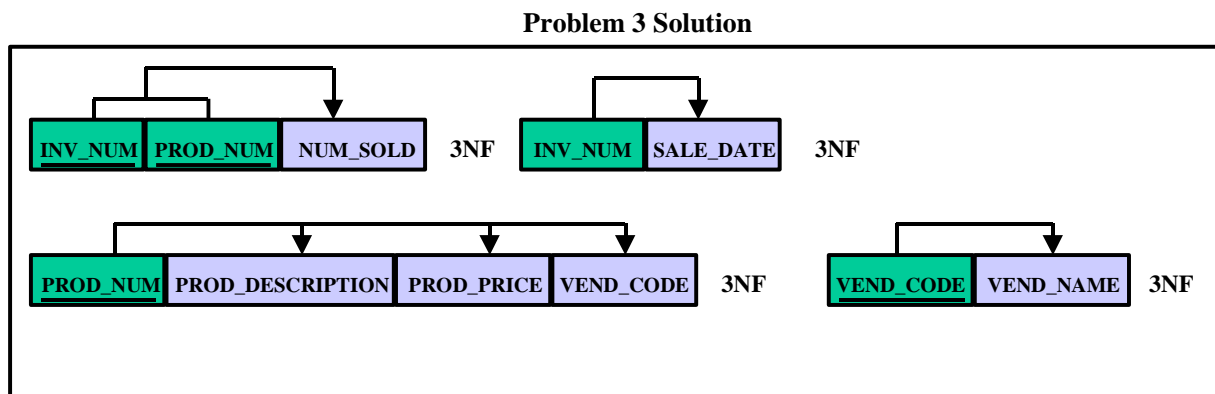 Problem 3 Solution
INV_NUM PROD_NUM NUM_SOLD 3NF INV_NUM SALE_DATE 3NF
PROD_NUM PROD_DESCRIPTION PROD_PRICE VEND_CODE 3NF VEND_CODE VEND_NAME 3NF